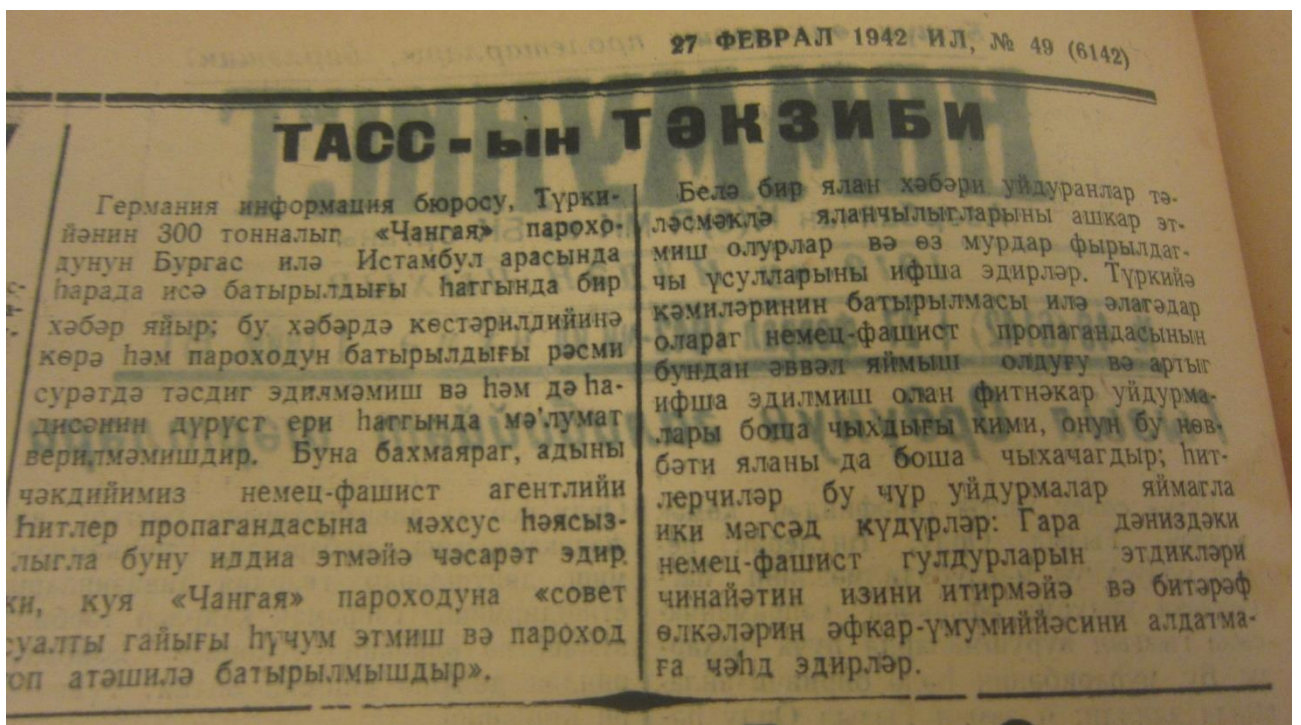 27 ФЕВРАЛ 1942 ИЛ, № 49 (6142)
ТАСС-ын ТӘКЗИБИ
Германия информация бюросу, Түрки-
йәнин 300 тонналыг «Чангая» парохо-
дунун Бургас илә Истамбул арасында
һарада исә батырылдығы һаггында бир
хәбәр яйыр; бу хәбәрдә көстәрилдийинә
көрә һәм пароходун батырылдығы рәсми
сурәтдә тәсдиг эдилмәмиш вә һәм дә һа-
дисәнин дүрүст ери һаггында мә'лумат
верилмәмишдир. Буна бахмаяраг, адыны
чәкдийимиз немец-фашист агентлийи
Һитлер пропагандасына мәхсус һәясыз-
лыгла буну иддиа этмәйә чәсарәт эдир
ки, куя «Чангая» пароходуна «совет
суалты гайығы һүчум этмиш вә пароход
топ атәшилә батырылмышдыр».
Белә бир ялан хәбәри уйдуранлар тә-
ләсмәклә яланчылыгларыны ашкар эт-
миш олурлар вә өз мурдар фырылдаг-
чы үсулларыны ифша эдирләр. Түркийә
кәмиләринин батырылмасы илә әлагәдар
олараг немец-фашист пропагандасынын
бундан әввәл яймыш олдуғу вә артыг
ифша эдилмиш олан фитнәкар уйдурма-
лары боша чыхдығы кими, онун бу нөв-
бәти яланы да боша чыхачагдыр; һит-
лерчиләр бу чүр уйдурмалар яймагла
ики мәгсәд күдүрләр: Гара дәниздәки
немец-фашист гулдурларын этдикләри
чинайәтин изини итирмәйә вә битәрәф
өлкәләрин әфкар-үмумиййәсини алдатма-
ға чәһд эдирләр.